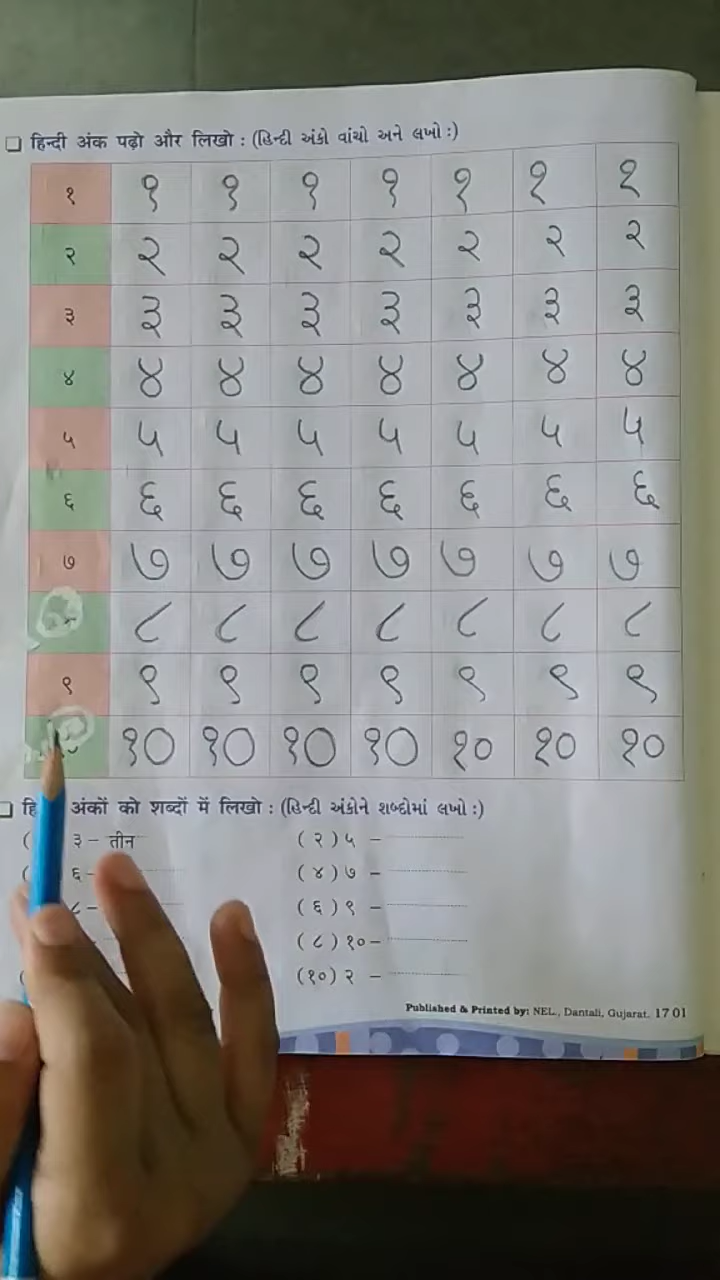 हिन्दी अंक पढ़ो और लिखो : (હિન્દી અંકો વાંચો અને લખો :)
१ १ १ १ १ १ १ १
२ २ २ २ २ २ २ २
३ ३ ३ ३ ३ ३ ३ ३
४ ४ ४ ४ ४ ४ ४ ४
५ ५ ५ ५ ५ ५ ५ ५
६ ६ ६ ६ ६ ६ ६ ६
७ ७ ७ ७ ७ ७ ७ ७
८ ८ ८ ८ ८ ८ ८
९ ९ ९ ९ ९ ९ ९ ९
१० १० १० १० १० १० १०
अंकों को शब्दों में लिखो : (હિન્દી અંકોને શબ્દોમાં લખો :)
३ – तीन (२) ५ –
६ – (४) ७ –
८ – (६) ९ –
(८) १० –
(१०) २ –
Published & Printed by: NEL., Dantali, Gujarat. 17 01